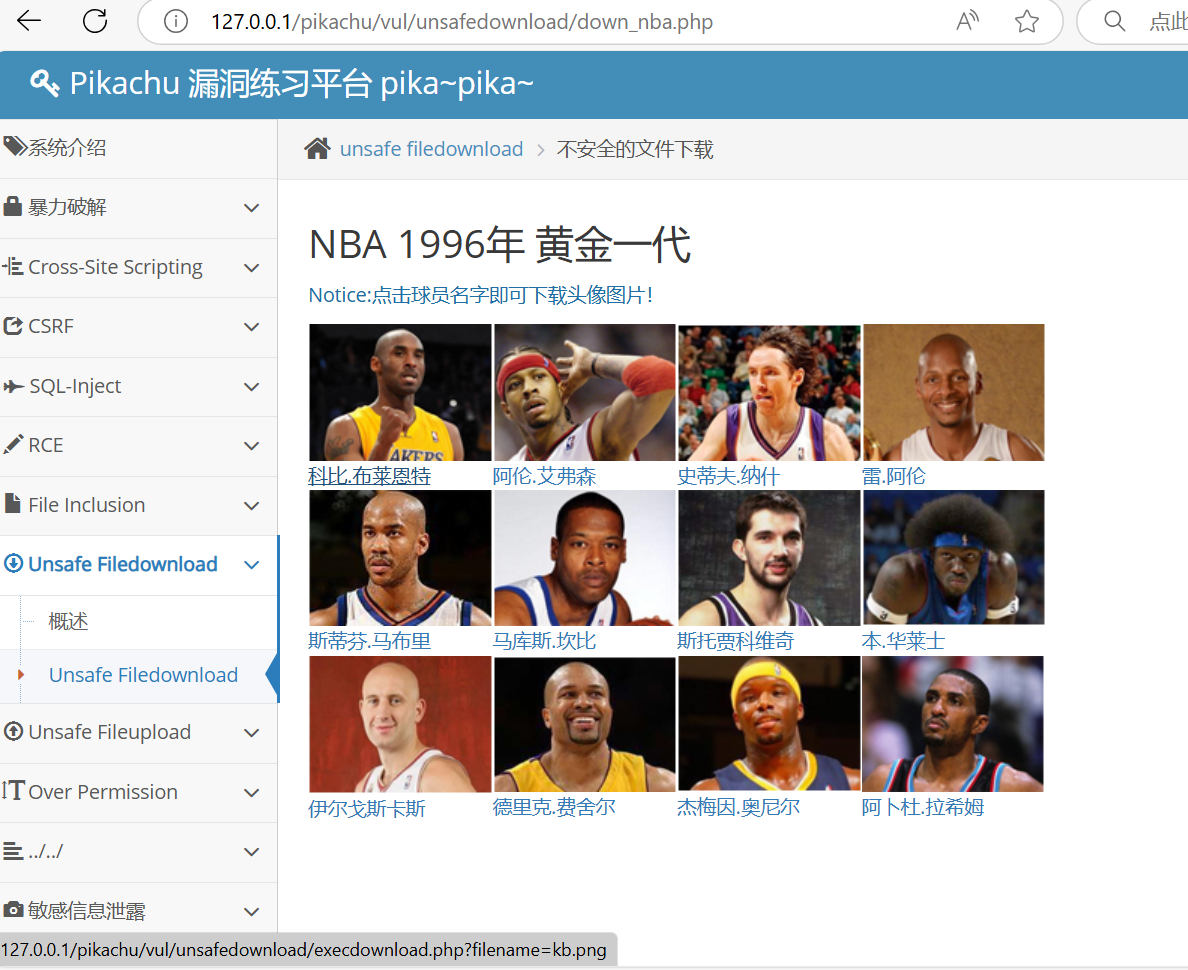 127.0.0.1/pikachu/vul/unsafedownload/down_nba.php
点此
Pikachu 漏洞练习平台 pika~pika~
系统介绍
暴力破解
Cross-Site Scripting
CSRF
SQL-Inject
RCE
File Inclusion
Unsafe Filedownload
概述
Unsafe Filedownload
Unsafe Fileupload
Over Permission
../../
敏感信息泄露
unsafe filedownload > 不安全的文件下载
NBA 1996年 黄金一代
Notice:点击球员名字即可下载头像图片!
科比.布莱恩特 阿伦.艾弗森 史蒂夫.纳什 雷.阿伦
斯蒂芬.马布里 马库斯.坎比 斯托贾科维奇 本.华莱士
伊尔戈斯卡斯 德里克.费舍尔 杰梅因.奥尼尔 阿卜杜.拉希姆
127.0.0.1/pikachu/vul/unsafedownload/execdownload.php?filename=kb.png